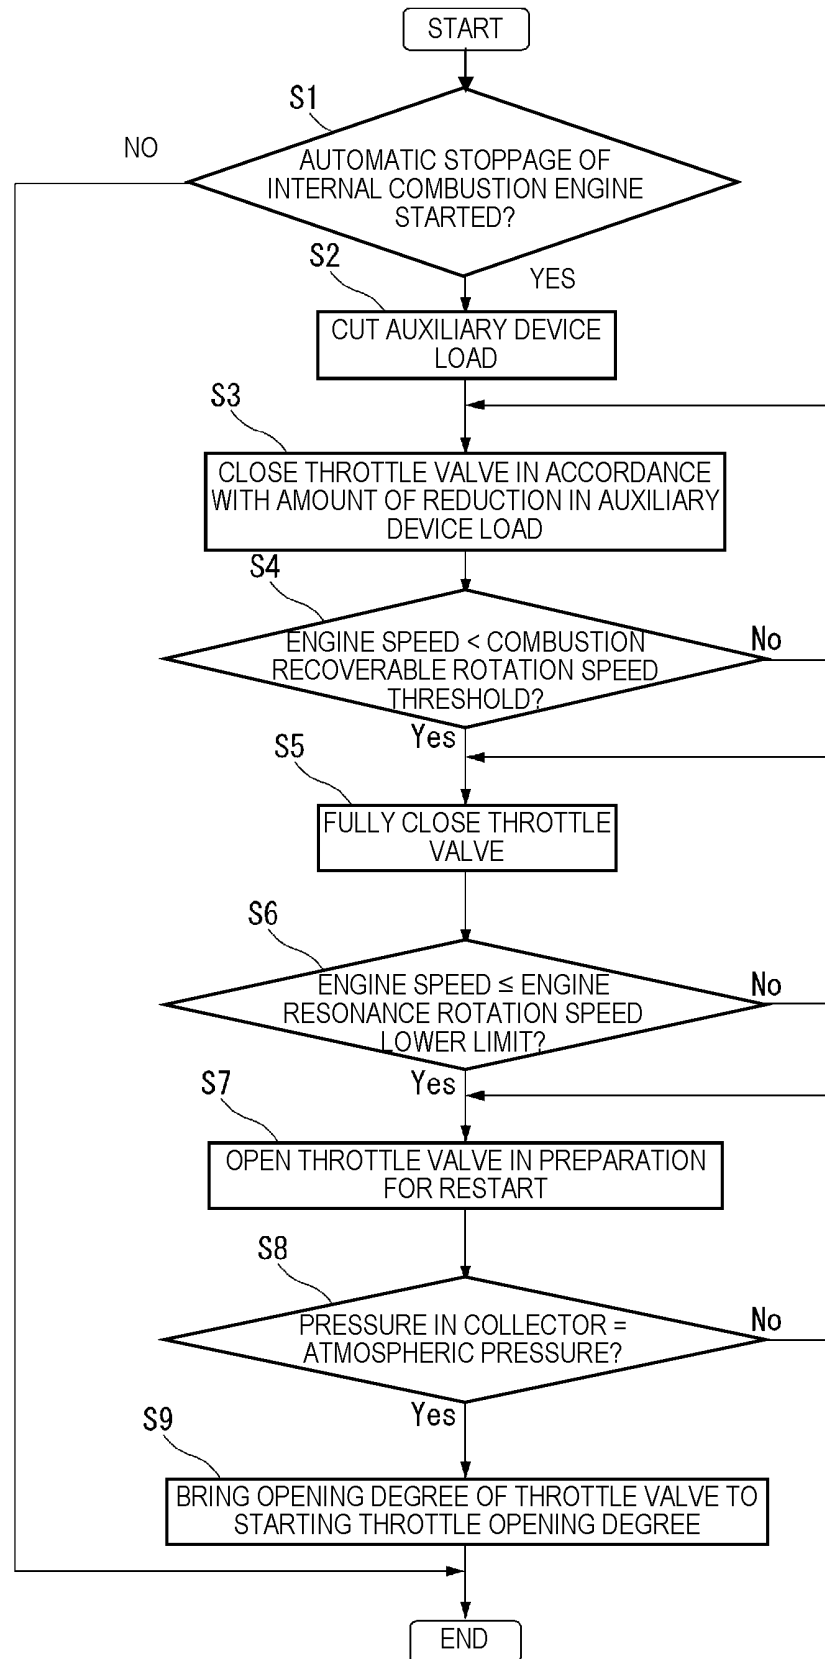 START
S1
NO
AUTOMATIC STOPPAGE OF
INTERNAL COMBUSTION ENGINE
STARTED?
S2
YES
CUT AUXILIARY DEVICE
LOAD
S3
CLOSE THROTTLE VALVE IN ACCORDANCE
WITH AMOUNT OF REDUCTION IN AUXILIARY
DEVICE LOAD
S4
ENGINE SPEED < COMBUSTION
RECOVERABLE ROTATION SPEED
THRESHOLD?
No
Yes
S5
FULLY CLOSE THROTTLE
VALVE
S6
ENGINE SPEED ≤ ENGINE
RESONANCE ROTATION SPEED
LOWER LIMIT?
No
Yes
S7
OPEN THROTTLE VALVE IN PREPARATION
FOR RESTART
S8
PRESSURE IN COLLECTOR =
ATMOSPHERIC PRESSURE?
No
Yes
S9
BRING OPENING DEGREE OF THROTTLE VALVE TO
STARTING THROTTLE OPENING DEGREE
END